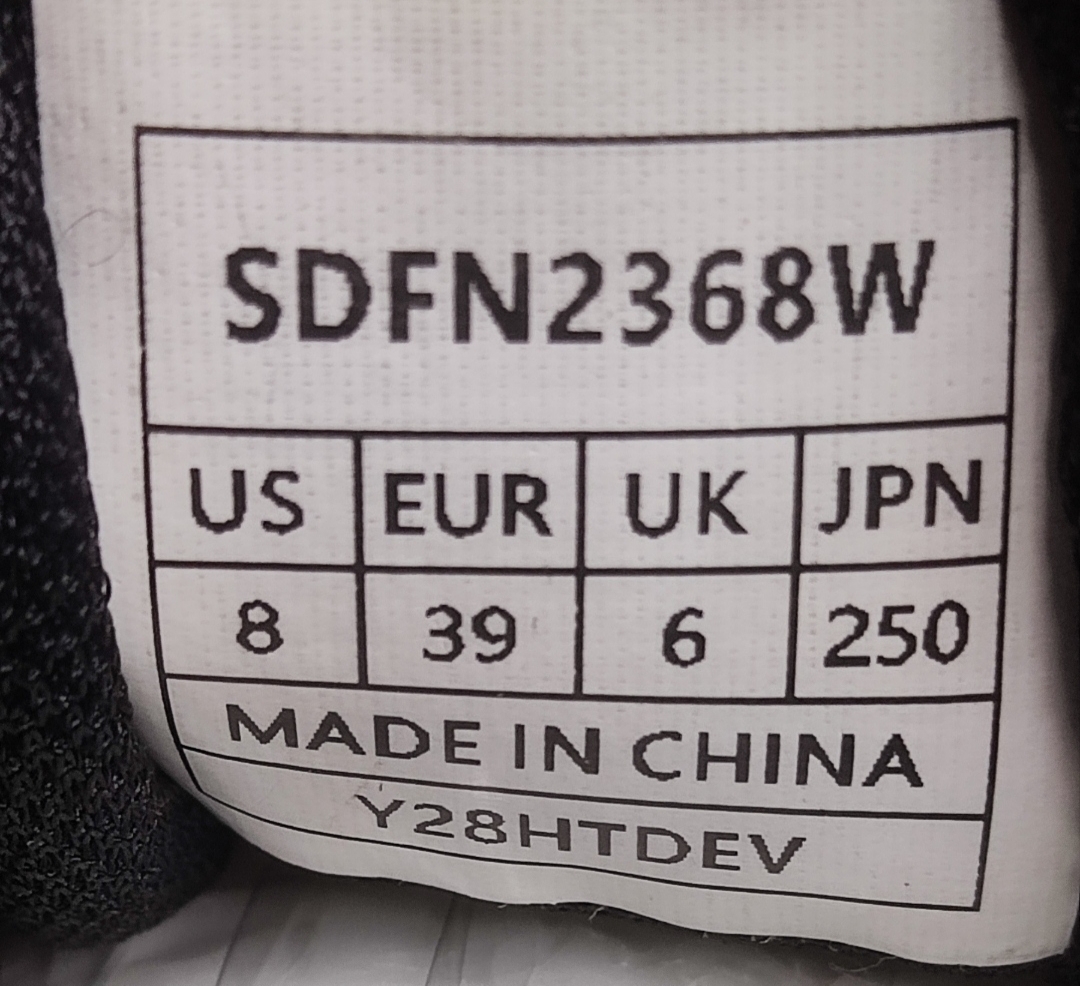 SDFN2368W
US EUR UK JPN
8 39 6 250
MADE IN CHINA
Y28HTDEV